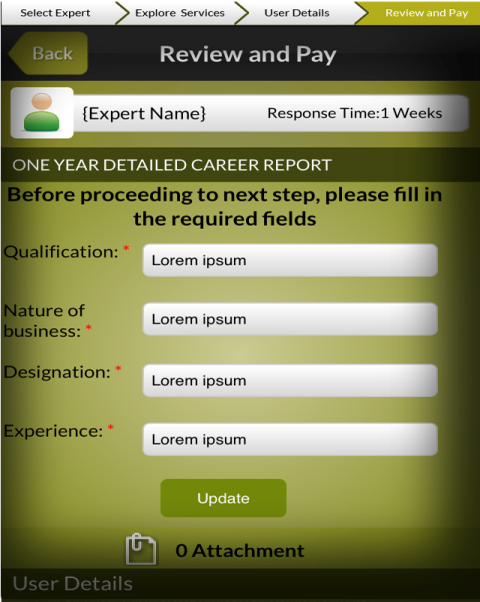 Select Expert Explore Services User Details Review and Pay
Back Review and Pay
{Expert Name} Response Time:1 Weeks
ONE YEAR DETAILED CAREER REPORT
Before proceeding to next step, please fill in
the required fields
Qualification: * Lorem ipsum
Nature of
business: * Lorem ipsum
Designation: * Lorem ipsum
Experience: * Lorem ipsum
Update
0 Attachment
User Details